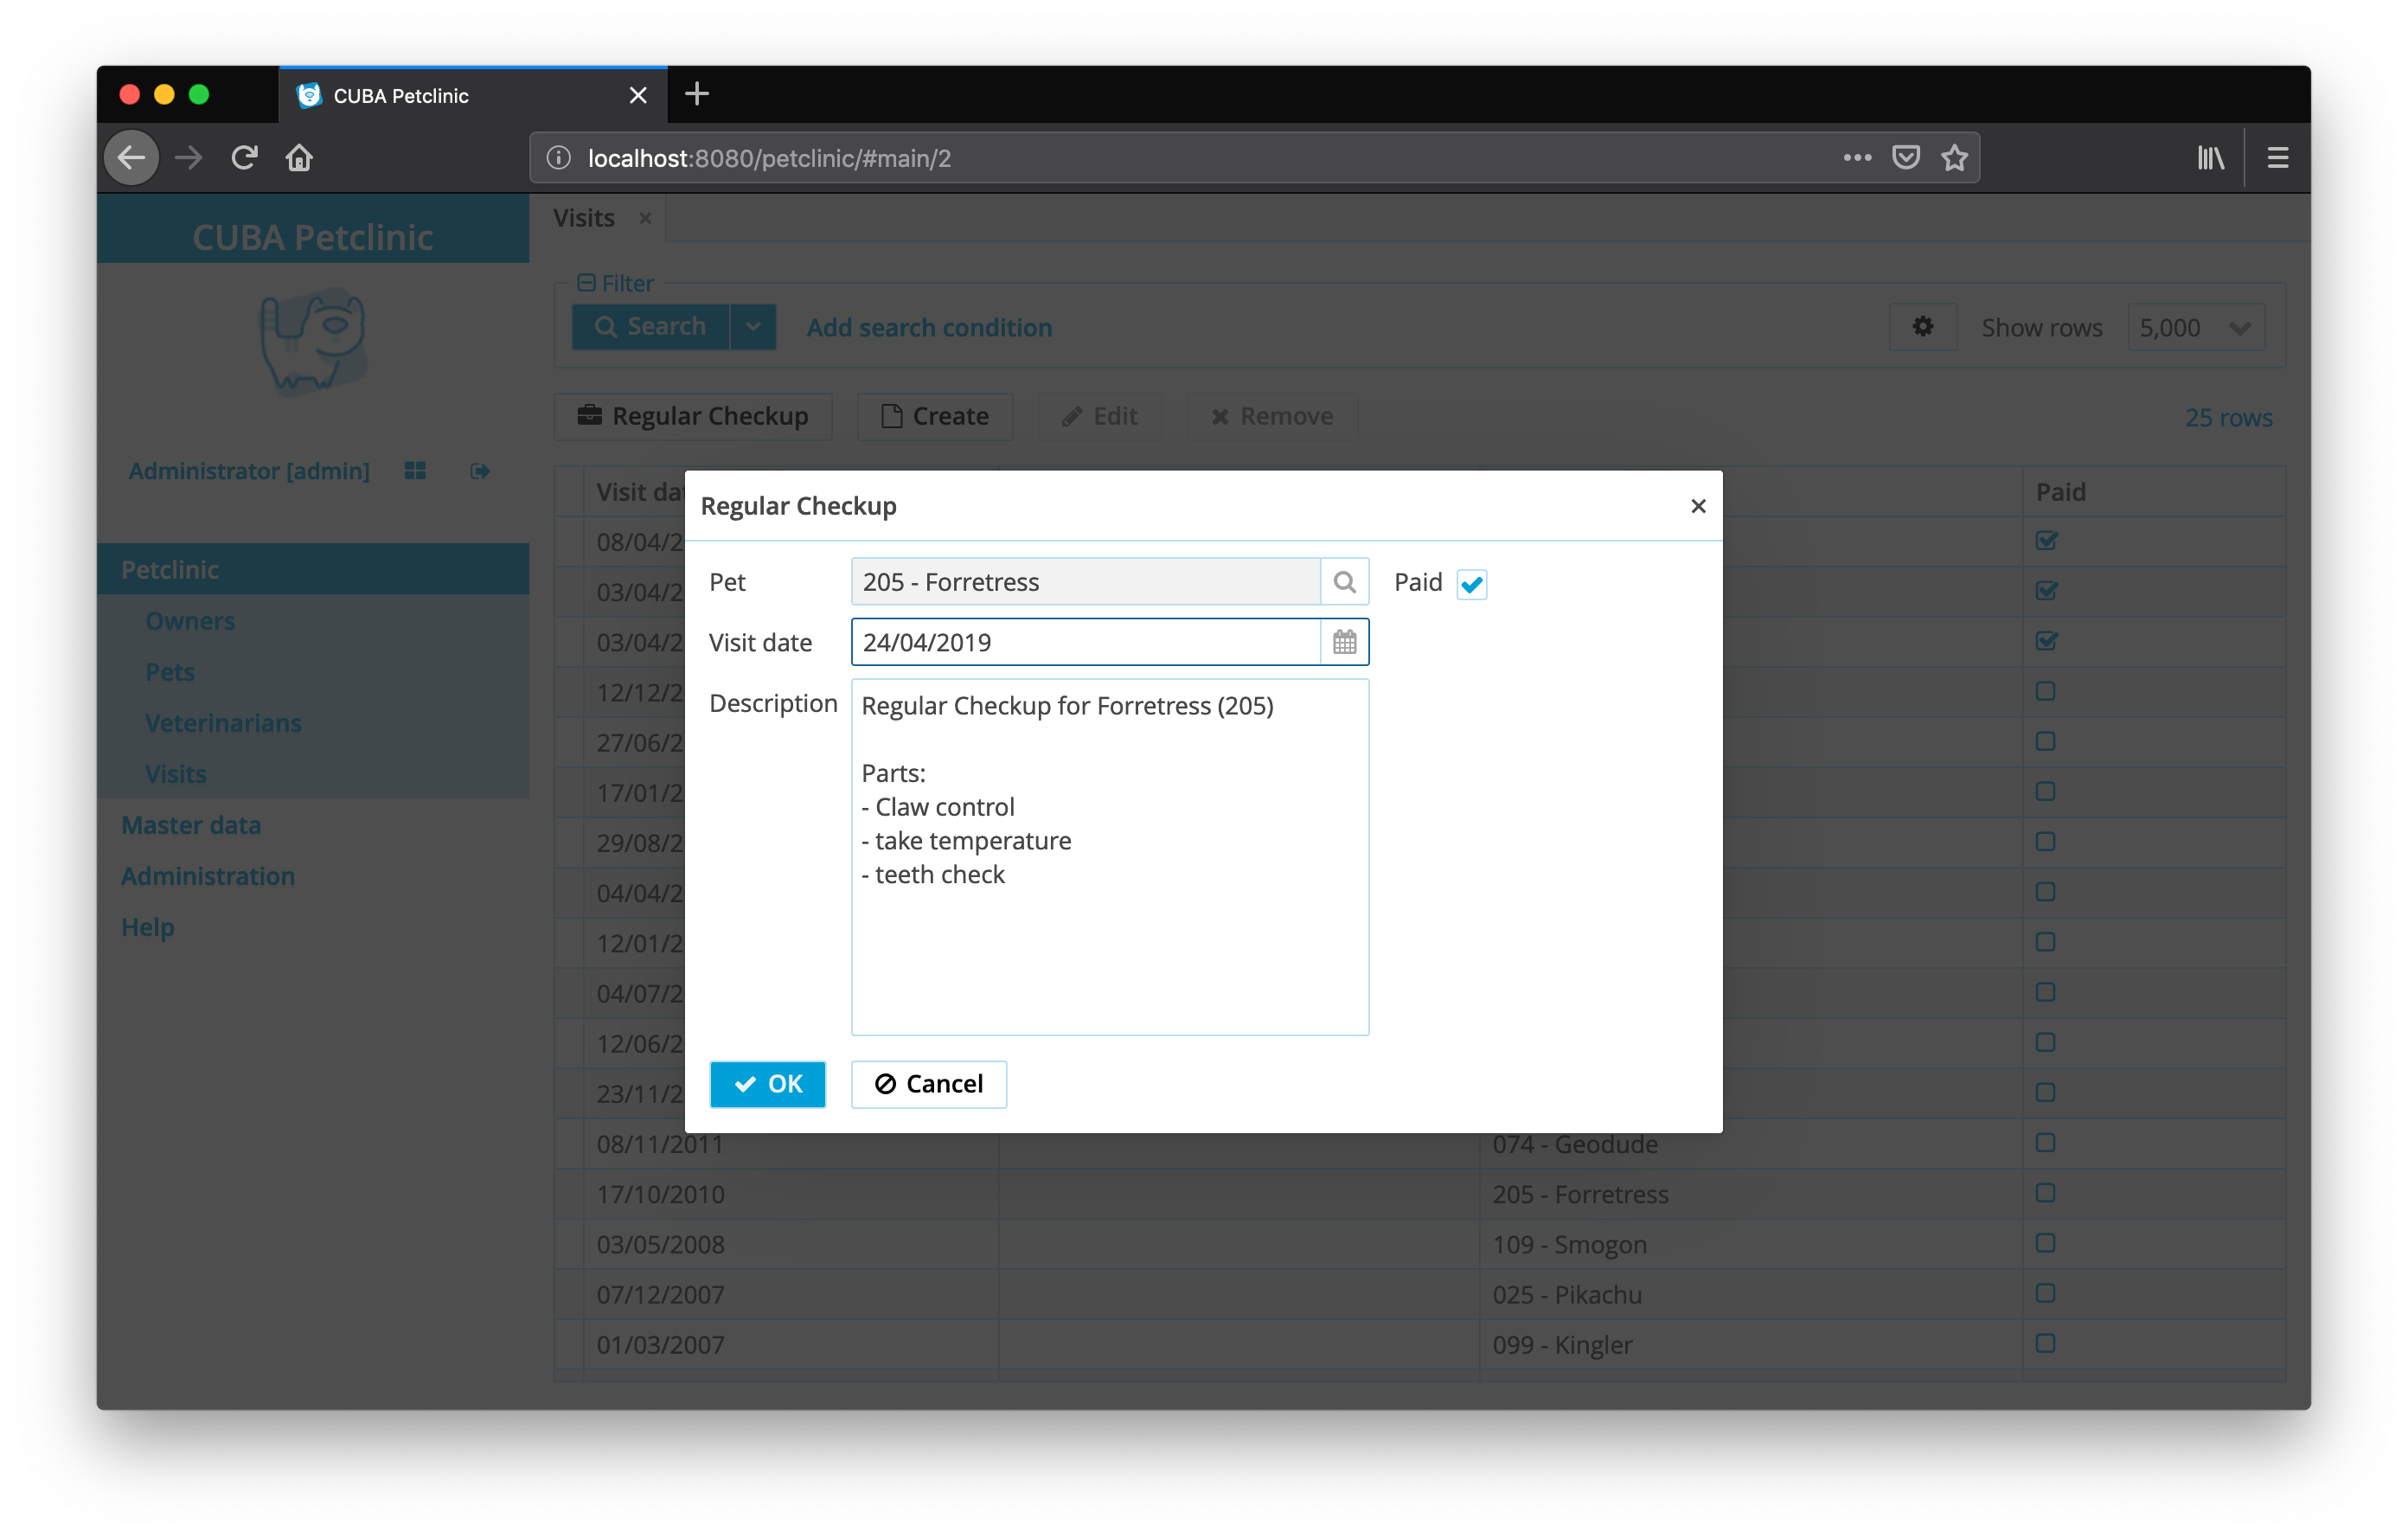 CUBA Petclinic
localhost:8080/petclinic/#main/2
CUBA Petclinic
Administrator [admin]
Petclinic
Owners
Pets
Veterinarians
Visits
Master data
Administration
Help
Visits
Filter
Search
Add search condition
Show rows
5,000
Regular Checkup
Create
Edit
Remove
25 rows
Visit Paid
08/04/2
03/04/2
03/04/2
12/12/2
27/06/2
17/01/2
29/08/2
04/04/2
12/01/2
04/07/2
12/06/2
23/11/2
08/11/2011 074 - Geodude
17/10/2010 205 - Forretress
03/05/2008 109 - Smogon
07/12/2007 025 - Pikachu
01/03/2007 099 - Kingler
Regular Checkup
Pet 205 - Forretress Paid
Visit date 24/04/2019
Description Regular Checkup for Forretress (205)
Parts:
- Claw control
- take temperature
- teeth check
OK Cancel